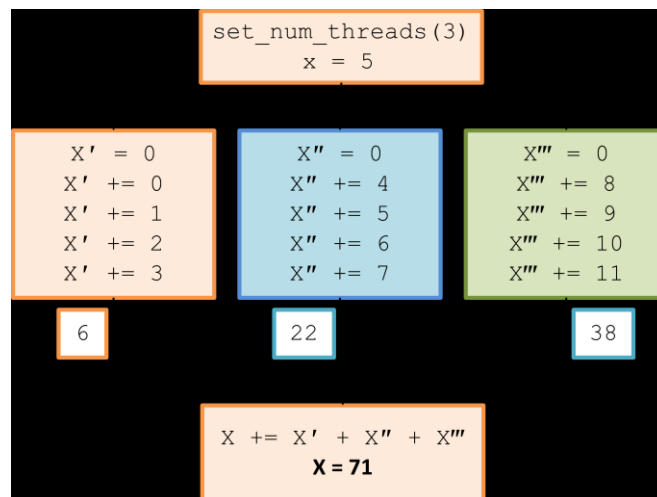 set_num_threads(3)
x = 5
X′ = 0
X′ += 0
X′ += 1
X′ += 2
X′ += 3
X″ = 0
X″ += 4
X″ += 5
X″ += 6
X″ += 7
X‴ = 0
X‴ += 8
X‴ += 9
X‴ += 10
X‴ += 11
6
22
38
X += X′ + X″ + X‴
X = 71